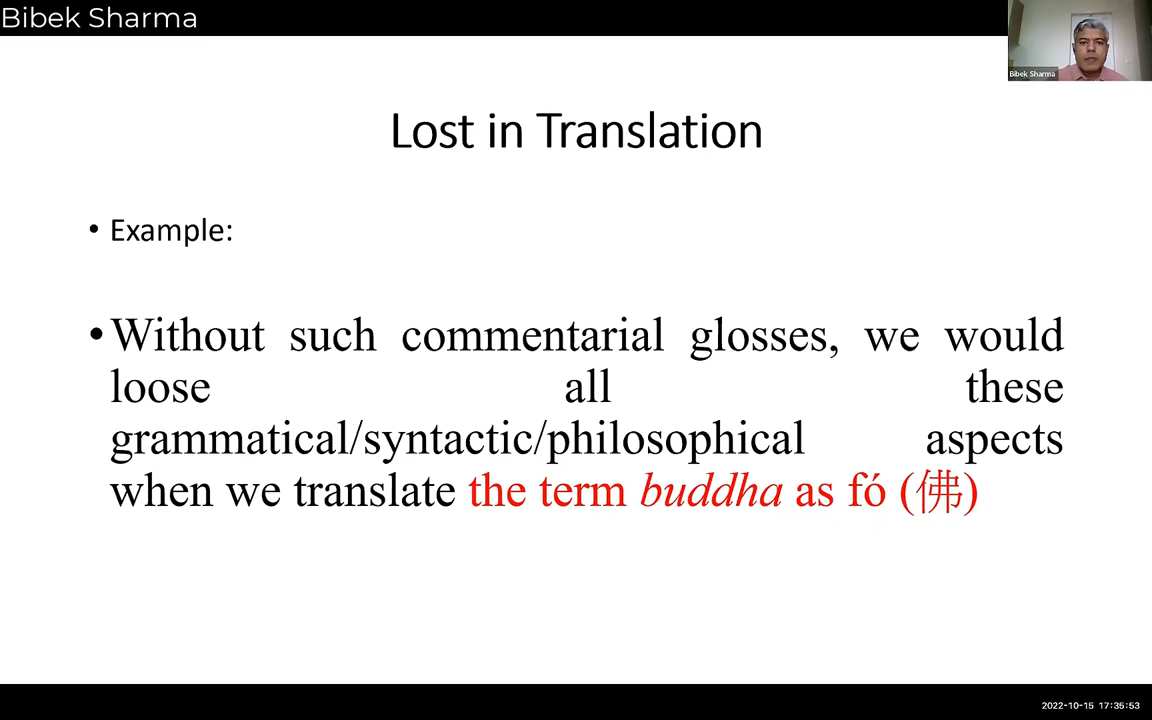 Bibek Sharma
Bibek Sharma
Lost in Translation
• Example:
• Without such commentarial glosses, we would
loose all these
grammatical/syntactic/philosophical aspects
when we translate the term buddha as fó (佛)
2022-10-15 17:35:53